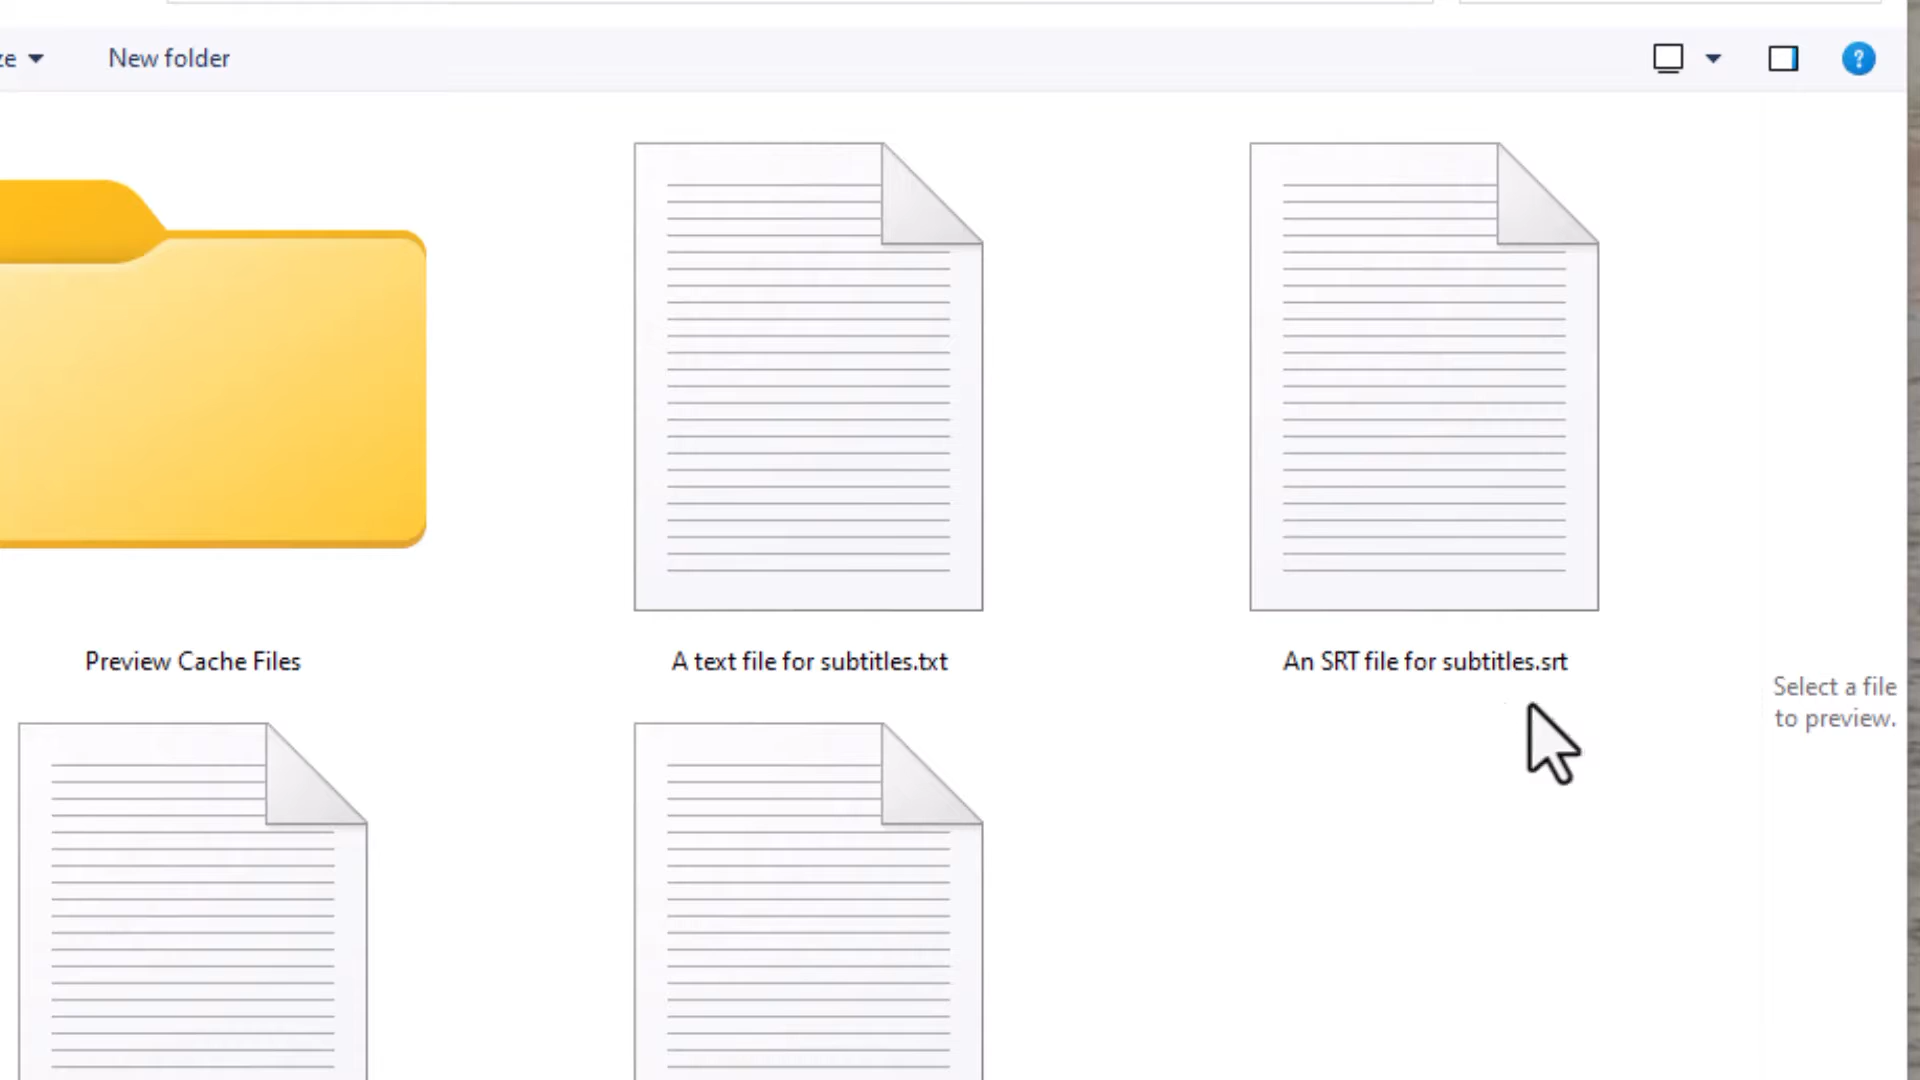 ze
New folder
?
Preview Cache Files
A text file for subtitles.txt
An SRT file for subtitles.srt
Select a file
to preview.